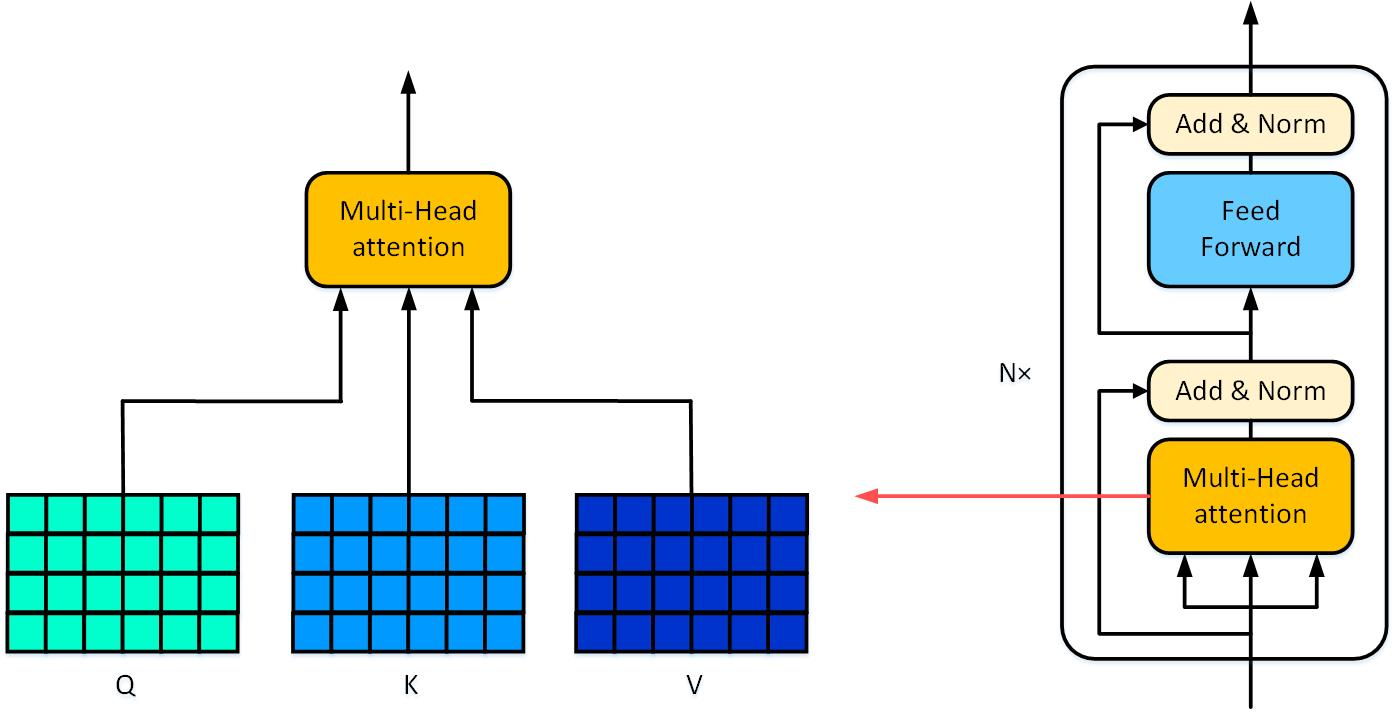 Multi-Head
attention
Q
K
V
N×
Add & Norm
Feed
Forward
Add & Norm
Multi-Head
attention